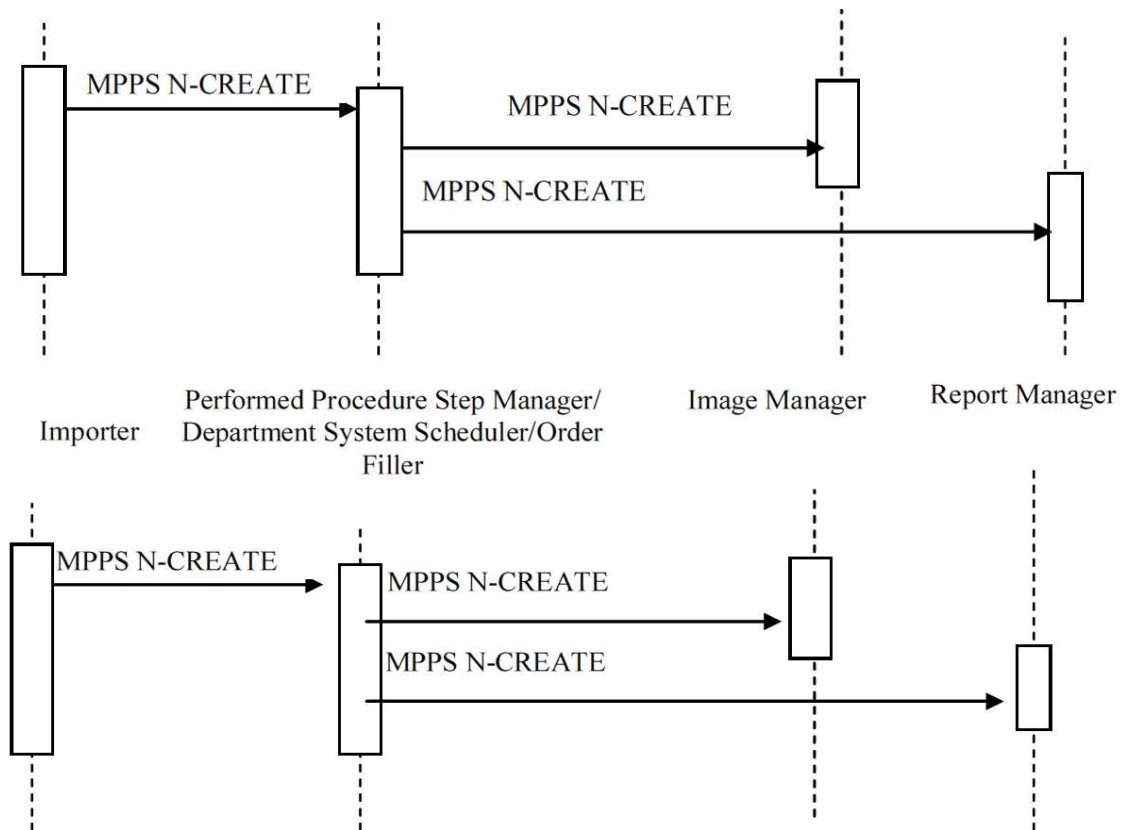 MPPS N-CREATE
MPPS N-CREATE
MPPS N-CREATE
Importer
Performed Procedure Step Manager/
Department System Scheduler/Order
Filler
Image Manager
Report Manager
MPPS N-CREATE
MPPS N-CREATE
MPPS N-CREATE